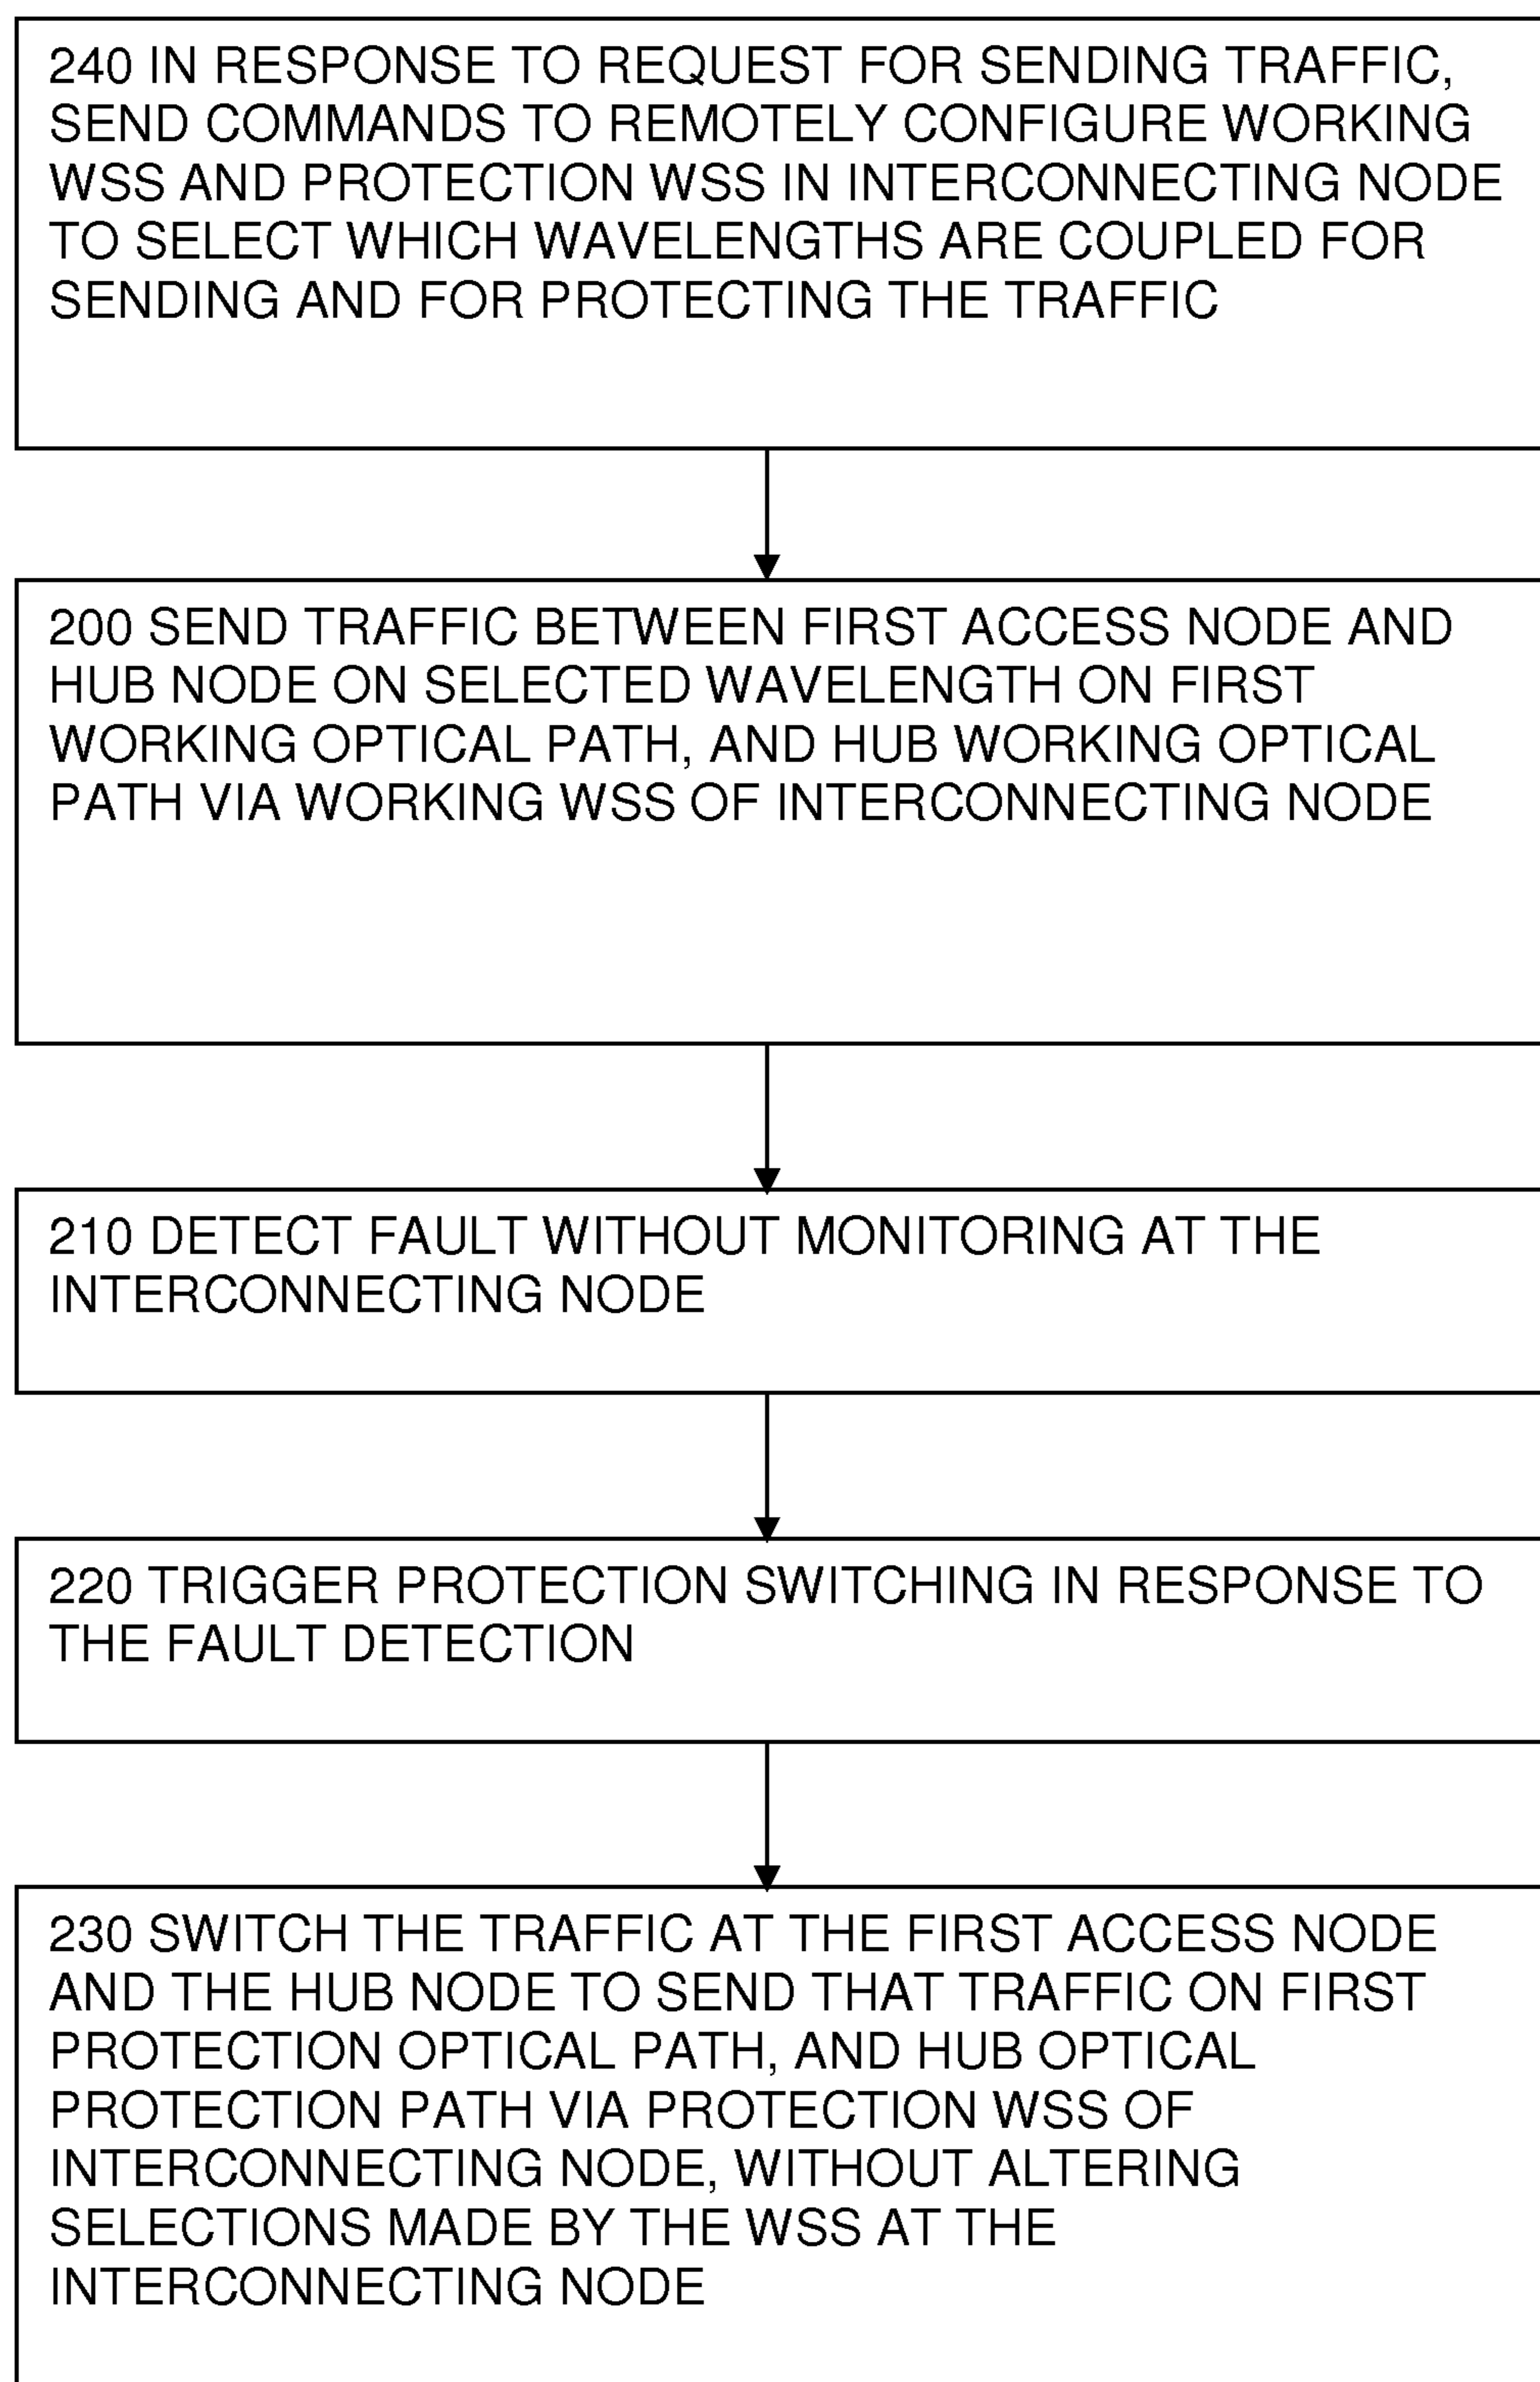 240 IN RESPONSE TO REQUEST FOR SENDING TRAFFIC,
SEND COMMANDS TO REMOTELY CONFIGURE WORKING
WSS AND PROTECTION WSS IN INTERCONNECTING NODE
TO SELECT WHICH WAVELENGTHS ARE COUPLED FOR
SENDING AND FOR PROTECTING THE TRAFFIC
200 SEND TRAFFIC BETWEEN FIRST ACCESS NODE AND
HUB NODE ON SELECTED WAVELENGTH ON FIRST
WORKING OPTICAL PATH, AND HUB WORKING OPTICAL
PATH VIA WORKING WSS OF INTERCONNECTING NODE
210 DETECT FAULT WITHOUT MONITORING AT THE
INTERCONNECTING NODE
220 TRIGGER PROTECTION SWITCHING IN RESPONSE TO
THE FAULT DETECTION
230 SWITCH THE TRAFFIC AT THE FIRST ACCESS NODE
AND THE HUB NODE TO SEND THAT TRAFFIC ON FIRST
PROTECTION OPTICAL PATH, AND HUB OPTICAL
PROTECTION PATH VIA PROTECTION WSS OF
INTERCONNECTING NODE, WITHOUT ALTERING
SELECTIONS MADE BY THE WSS AT THE
INTERCONNECTING NODE